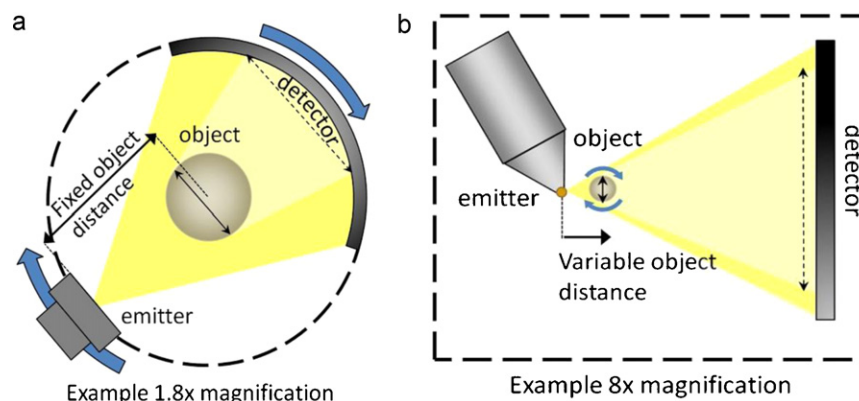 a
object
detector
Fixed object
distance
emitter
Example 1.8x magnification
b
object
emitter
detector
Variable object
distance
Example 8x magnification